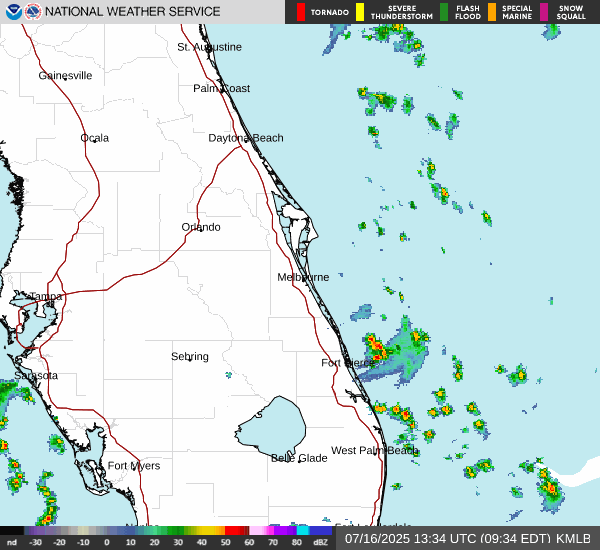 NATIONAL WEATHER SERVICE
TORNADO
SEVERE THUNDERSTORM
FLASH FLOOD
SPECIAL MARINE
SNOW SQUALL
St. Augustine
Gainesville
Palm Coast
Ocala
Daytona Beach
Orlando
Melbourne
Tampa
Sebring
Fort Pierce
Sarasota
West Palm Beach
Belle Glade
Fort Myers
nd -30 -20 -10 0 10 20 30 40 50 60 70 80 dBZ
07/16/2025 13:34 UTC (09:34 EDT) KMLB